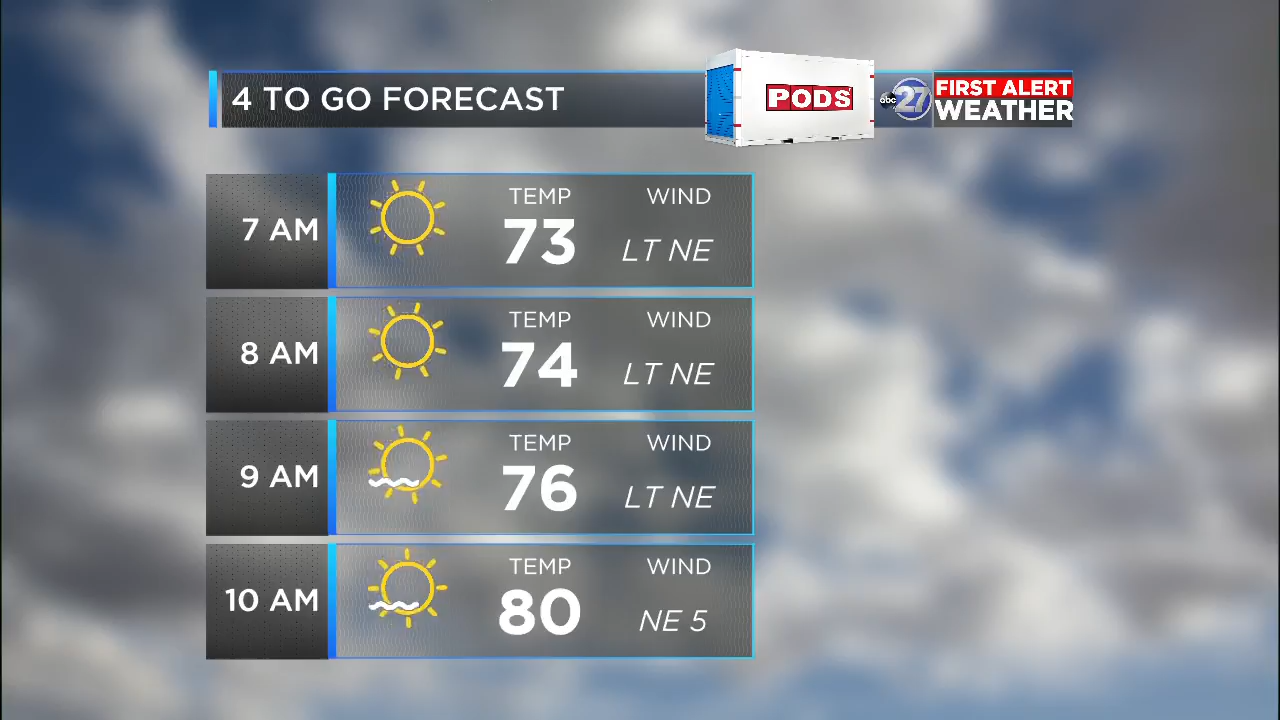 4 TO GO FORECAST
PODS
abc 27
FIRST ALERT
WEATHER
7 AM
TEMP
WIND
73
LT NE
8 AM
TEMP
WIND
74
LT NE
9 AM
TEMP
WIND
76
LT NE
10 AM
TEMP
WIND
80
NE 5